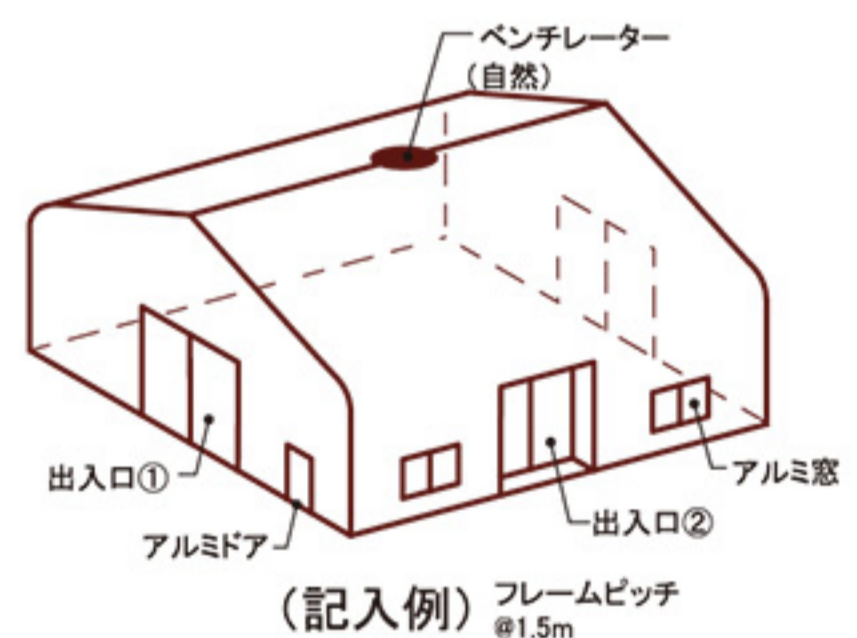 ベンチレーター
(自然)
出入口①
アルミドア
出入口②
アルミ窓
(記入例)
フレームピッチ
@1.5m